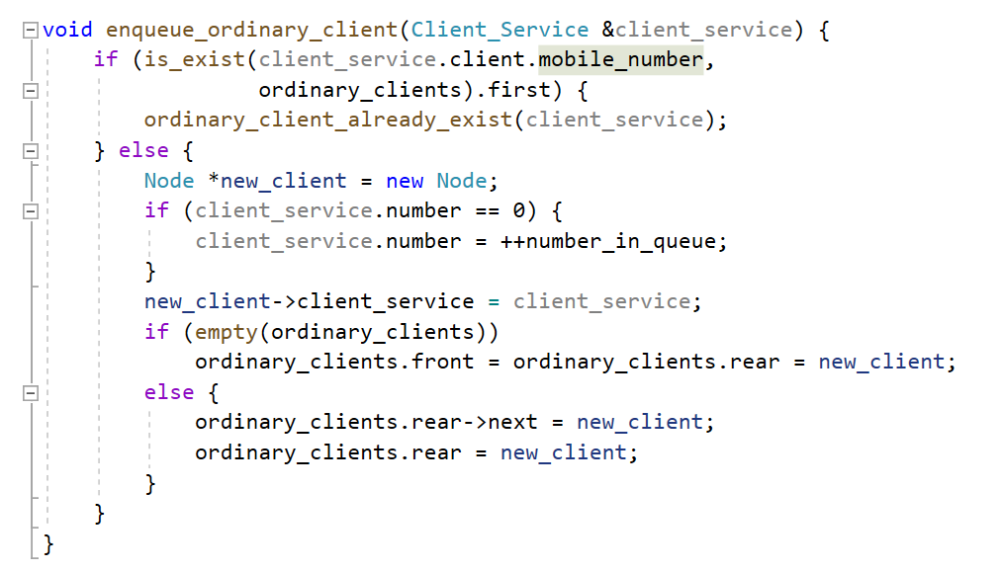 void enqueue_ordinary_client(Client_Service &client_service) {
    if (is_exist(client_service.client.mobile_number,
                 ordinary_clients).first) {
        ordinary_client_already_exist(client_service);
    } else {
        Node *new_client = new Node;
        if (client_service.number == 0) {
            client_service.number = ++number_in_queue;
        }
        new_client->client_service = client_service;
        if (empty(ordinary_clients))
            ordinary_clients.front = ordinary_clients.rear = new_client;
        else {
            ordinary_clients.rear->next = new_client;
            ordinary_clients.rear = new_client;
        }
    }
}